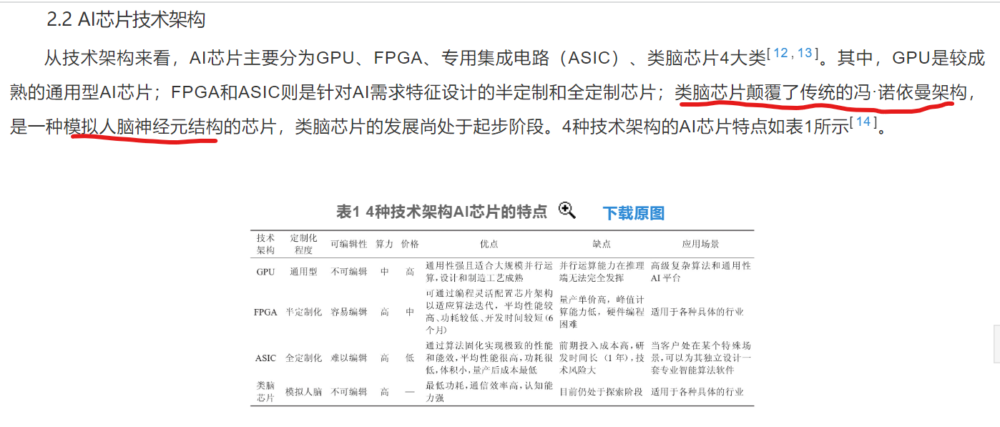 2.2 AI芯片技术架构
从技术架构来看，AI芯片主要分为GPU、FPGA、专用集成电路（ASIC）、类脑芯片4大类[12,13]。其中，GPU是较成
熟的通用型AI芯片；FPGA和ASIC则是针对AI需求特征设计的半定制和全定制芯片；类脑芯片颠覆了传统的冯·诺依曼架构，
是一种模拟人脑神经元结构的芯片，类脑芯片的发展尚处于起步阶段。4种技术架构的AI芯片特点如表1所示[14]。
表1 4种技术架构AI芯片的特点 下载原图
技术架构 定制化程度 可编辑性 算力 价格 优点 缺点 应用场景
GPU 通用型 不可编辑 中 高 通用性强且适合大规模并行运算,设计和制造工艺成熟 并行运算能力在推理端无法完全发挥 高级复杂算法和通用性AI平台
FPGA 半定制化 容易编辑 高 中 可通过编程灵活配置芯片架构以适应算法迭代，平均性能较高、功耗较低、开发时间较短(6个月) 量产单价高，峰值计算能力低，硬件编程困难 适用于各种具体的行业
ASIC 全定制化 难以编辑 高 低 通过算法固化实现极致的性能和能效，平均性能很高，功耗很低,体积小,量产后成本最低 前期投入成本高,研发时间长（1年）,技术风险大 当客户处在某个特殊场景,可以为其独立设计一套专业智能算法软件
类脑芯片 模拟人脑 不可编辑 高 — 最低功耗,通信效率高,认知能力强 目前仍处于探索阶段 适用于各种具体的行业